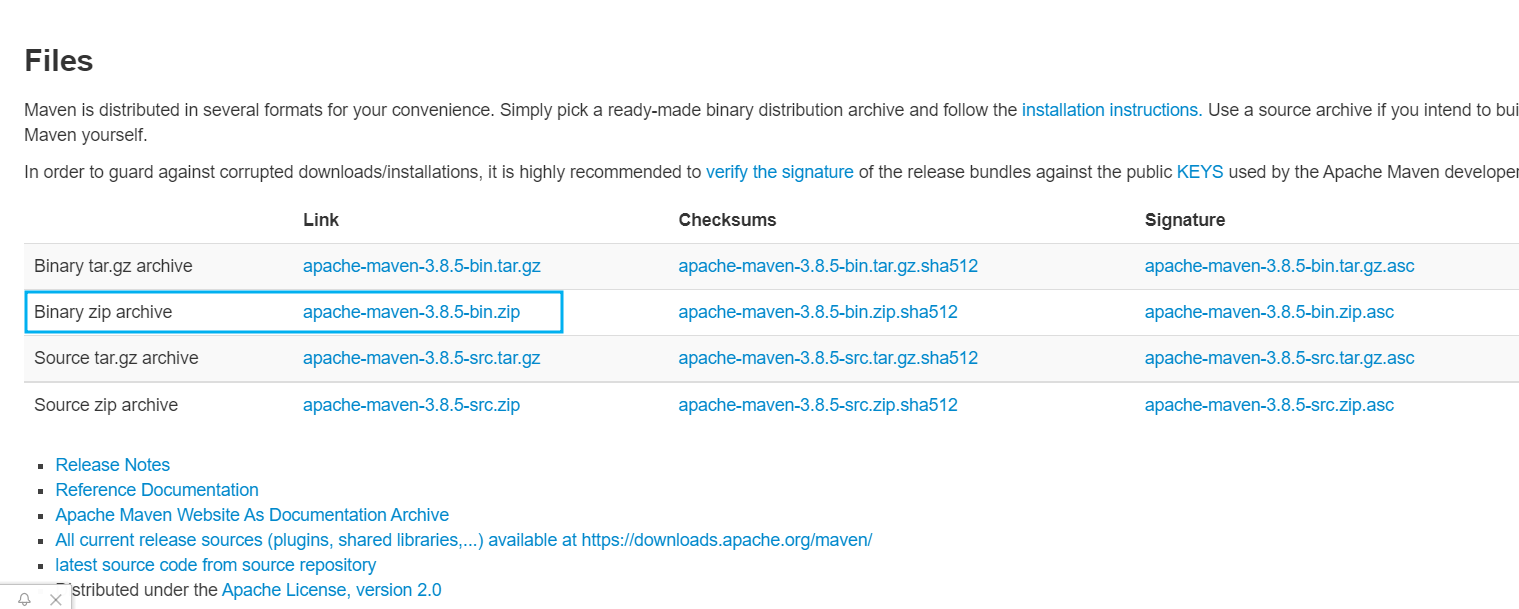 Files
Maven is distributed in several formats for your convenience. Simply pick a ready-made binary distribution archive and follow the installation instructions. Use a source archive if you intend to bui
Maven yourself.
In order to guard against corrupted downloads/installations, it is highly recommended to verify the signature of the release bundles against the public KEYS used by the Apache Maven developer
Link Checksums Signature
Binary tar.gz archive apache-maven-3.8.5-bin.tar.gz apache-maven-3.8.5-bin.tar.gz.sha512 apache-maven-3.8.5-bin.tar.gz.asc
Binary zip archive apache-maven-3.8.5-bin.zip apache-maven-3.8.5-bin.zip.sha512 apache-maven-3.8.5-bin.zip.asc
Source tar.gz archive apache-maven-3.8.5-src.tar.gz apache-maven-3.8.5-src.tar.gz.sha512 apache-maven-3.8.5-src.tar.gz.asc
Source zip archive apache-maven-3.8.5-src.zip apache-maven-3.8.5-src.zip.sha512 apache-maven-3.8.5-src.zip.asc
Release Notes
Reference Documentation
Apache Maven Website As Documentation Archive
All current release sources (plugins, shared libraries,...) available at https://downloads.apache.org/maven/
latest source code from source repository
Distributed under the Apache License, version 2.0